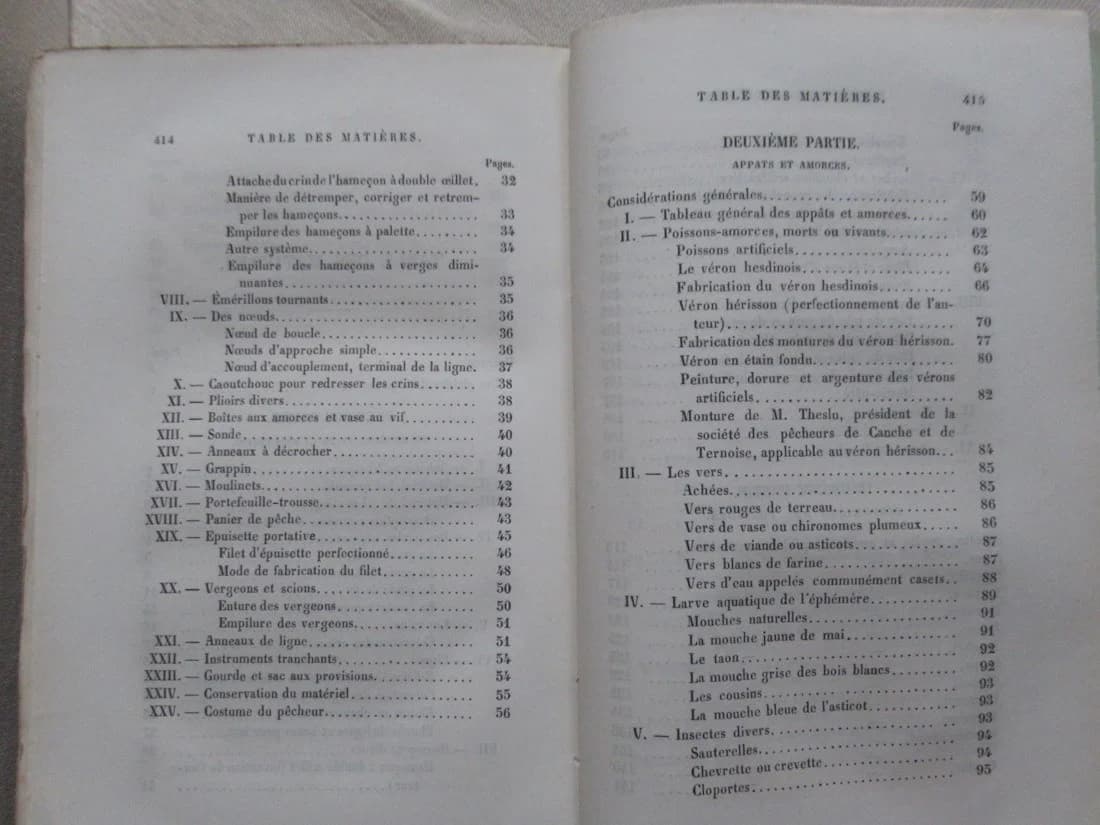 414 TABLE DES MATIÈRES.
Pages.
Attache du crin de l'hameçon à double œillet. 32
Manière de détremper, corriger et retrem-
per les hameçons. 33
Empilure des hameçons à palette. 34
Autre système. 34
Empilure des hameçons à verges dimi-
nuantes. 35
VIII. — Émérillons tournants. 35
IX. — Des nœuds. 36
Nœud de boucle. 36
Nœuds d'approche simple. 36
Nœud d'accouplement, terminal de la ligne. 37
X. — Caoutchouc pour redresser les crins. 38
XI. — Plioirs divers. 38
XII. — Boîtes aux amorces et vase au vif. 39
XIII. — Sonde. 40
XIV. — Anneaux à décrocher. 40
XV. — Grappin. 41
XVI. — Moulinets. 42
XVII. — Portefeuille-trousse. 43
XVIII. — Panier de pêche. 43
XIX. — Epuisette portative. 45
Filet d'épuisette perfectionné. 46
Mode de fabrication du filet. 48
XX. — Vergeons et scions. 50
Enture des vergeons. 50
Empilure des vergeons. 51
XXI. — Anneaux de ligne. 51
XXII. — Instruments tranchants. 54
XXIII. — Gourde et sac aux provisions. 54
XXIV. — Conservation du matériel. 55
XXV. — Costume du pêcheur. 56
TABLE DES MATIÈRES. 415
Pages.
DEUXIÈME PARTIE.
APPATS ET AMORCES.
Considérations générales. 59
I. — Tableau général des appâts et amorces. 60
II. — Poissons-amorces, morts ou vivants. 62
Poissons artificiels. 63
Le véron hesdinois. 64
Fabrication du véron hesdinois. 66
Véron hérisson (perfectionnement de l'au-
teur). 70
Fabrication des montures du véron hérisson. 77
Véron en étain fondu. 80
Peinture, dorure et argenture des vérons
artificiels. 82
Monture de M. Theslu, président de la
société des pêcheurs de Canche et de
Ternoise, applicable au véron hérisson. 84
III. — Les vers. 85
Achées. 85
Vers rouges de terreau. 86
Vers de vase ou chironomes plumeux. 86
Vers de viande ou asticots. 87
Vers blancs de farine. 87
Vers d'eau appelés communément casets. 88
IV. — Larve aquatique de l'éphémère. 89
Mouches naturelles. 91
La mouche jaune de mai. 91
Le taon. 92
La mouche grise des bois blancs. 92
Les cousins. 93
La mouche bleue de l'asticot. 93
V. — Insectes divers. 93
Sauterelles. 94
Chevrette ou crevette. 94
Cloportes. 95